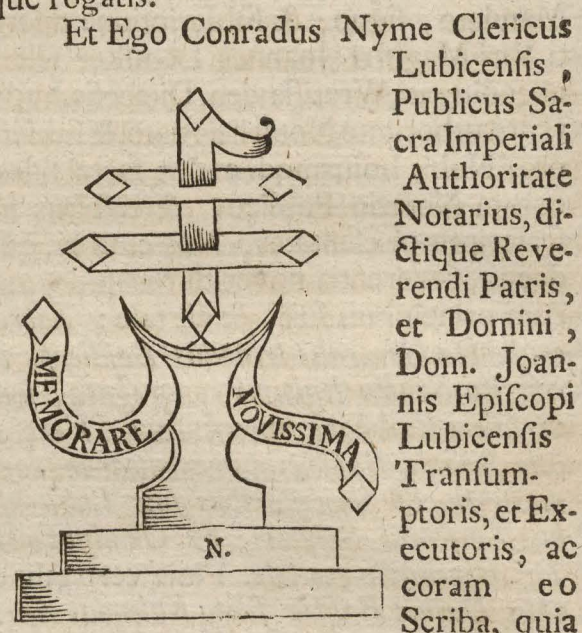 que rogatis.
Et Ego Conradus Nyme Clericus
Lubicenſis,
Publicus Sa-
cra Imperiali
Authoritate
Notarius, di-
ctique Reve-
rendi Patris,
et Domini,
Dom. Joan-
nis Epiſcopi
Lubicenſis
Tranſum-
ptoris, et Ex-
ecutoris, ac
coram eo
Scriba, quia
MEMORARE
NOVISSIMA
N.